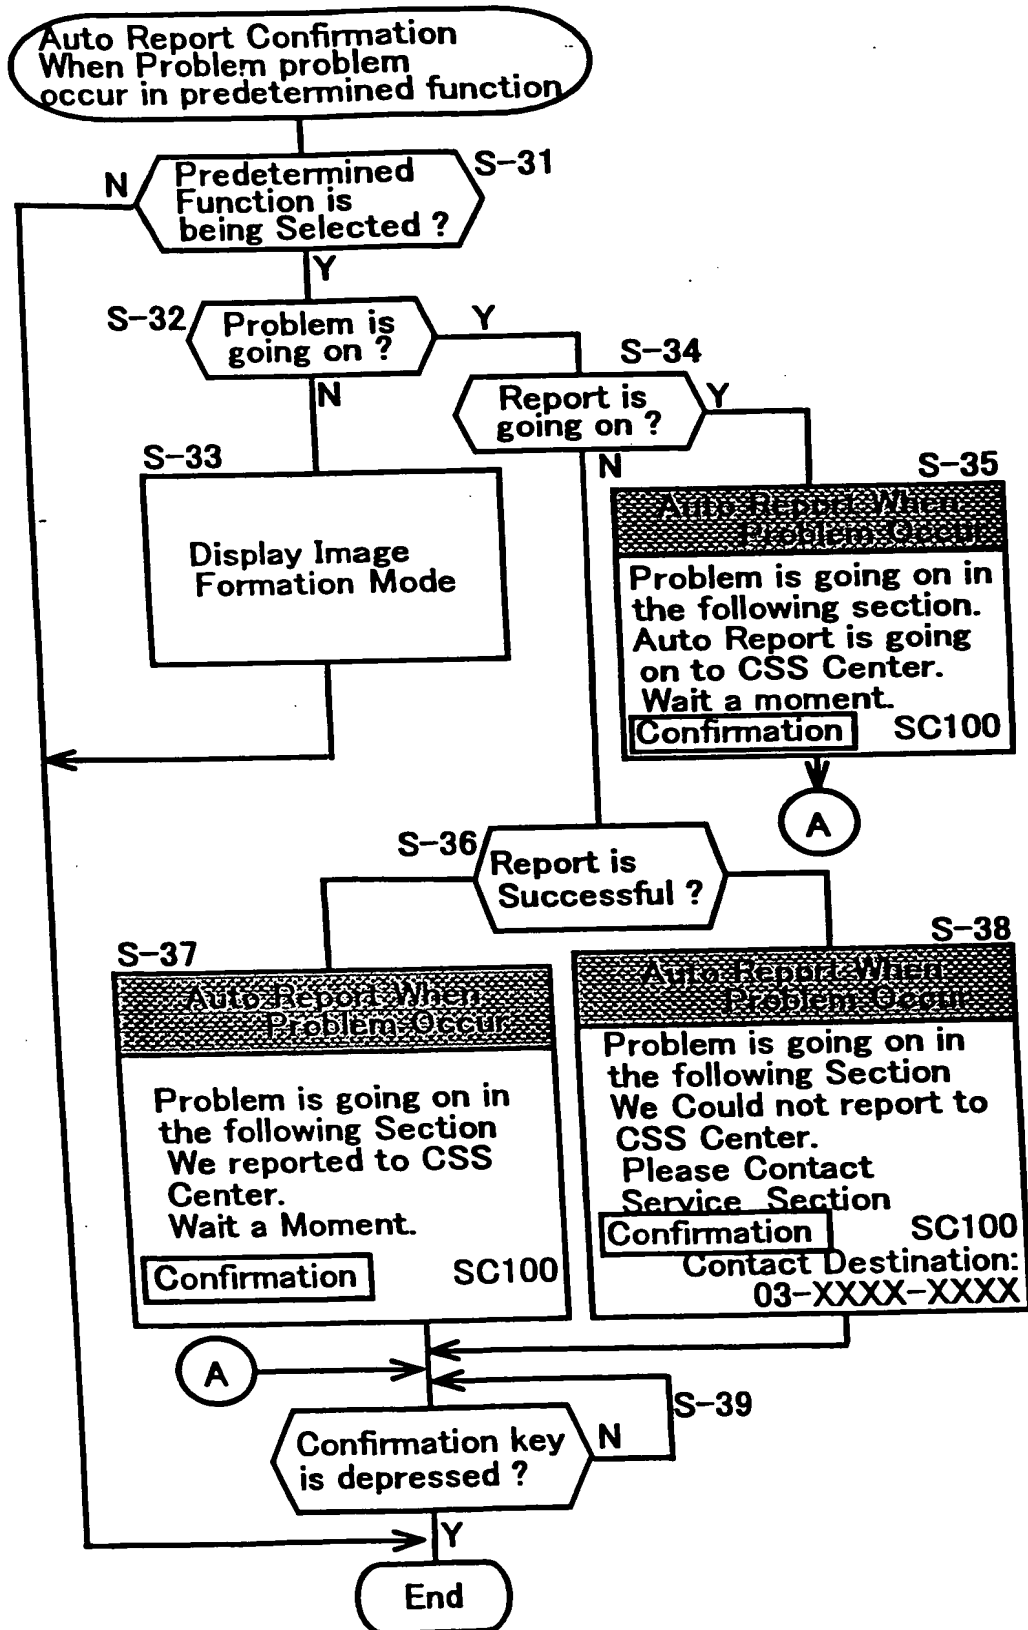 Auto Report Confirmation
When Problem problem
occur in predetermined function
S-31
N
Predetermined
Function is
being Selected ?
Y
S-32
Problem is
going on ?
Y
N
S-34
Report is
going on ?
Y
N
S-33
Display Image
Formation Mode
S-35
Auto Report When
Problem Occur
Problem is going on in
the following section.
Auto Report is going
on to CSS Center.
Wait a moment.
Confirmation SC100
A
S-36
Report is
Successful ?
S-37
Auto Report When
Problem Occur
Problem is going on in
the following Section
We reported to CSS
Center.
Wait a Moment.
Confirmation SC100
S-38
Auto Report When
Problem Occur
Problem is going on in
the following Section
We Could not report to
CSS Center.
Please Contact
Service Section
Confirmation SC100
Contact Destination:
03-XXXX-XXXX
A
S-39
Confirmation key
is depressed ?
N
Y
End